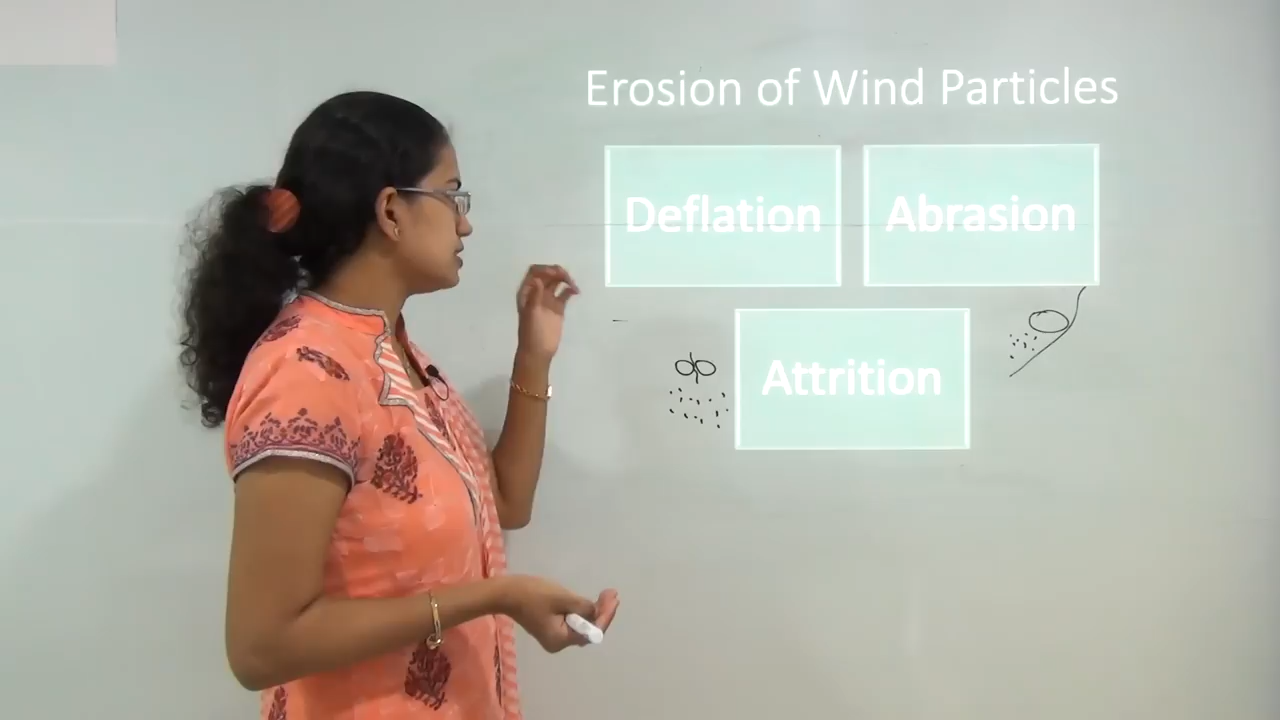 Erosion of Wind Particles
Deflation
Abrasion
Attrition